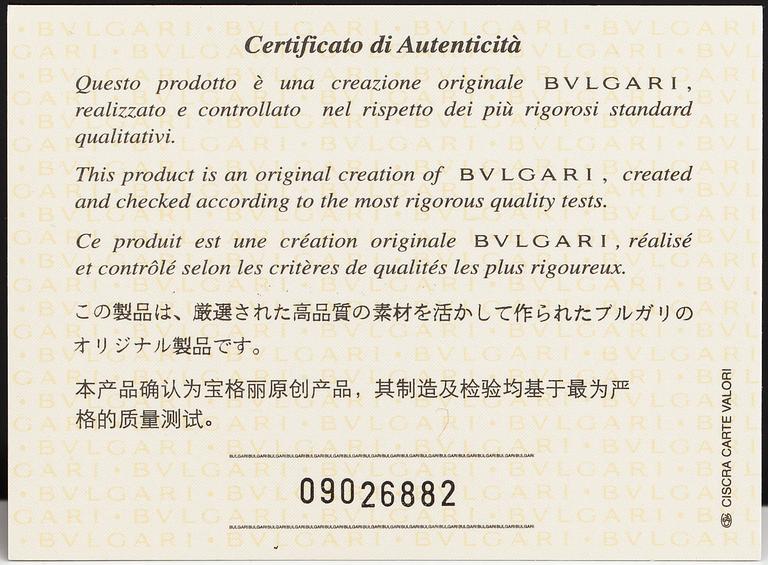 Certificato di Autenticità
Questo prodotto è una creazione originale BVLGARI,
realizzato e controllato nel rispetto dei più rigorosi standard
qualitativi.
This product is an original creation of BVLGARI, created
and checked according to the most rigorous quality tests.
Ce produit est une création originale BVLGARI, réalisé
et contrôlé selon les critères de qualités les plus rigoureux.
この製品は、厳選された高品質の素材を活かして作られたブルガリの
オリジナル製品です。
本产品确认为宝格丽原创产品，其制造及检验均基于最为严
格的质量测试。
09026882
CISCRA CARTE VALORI